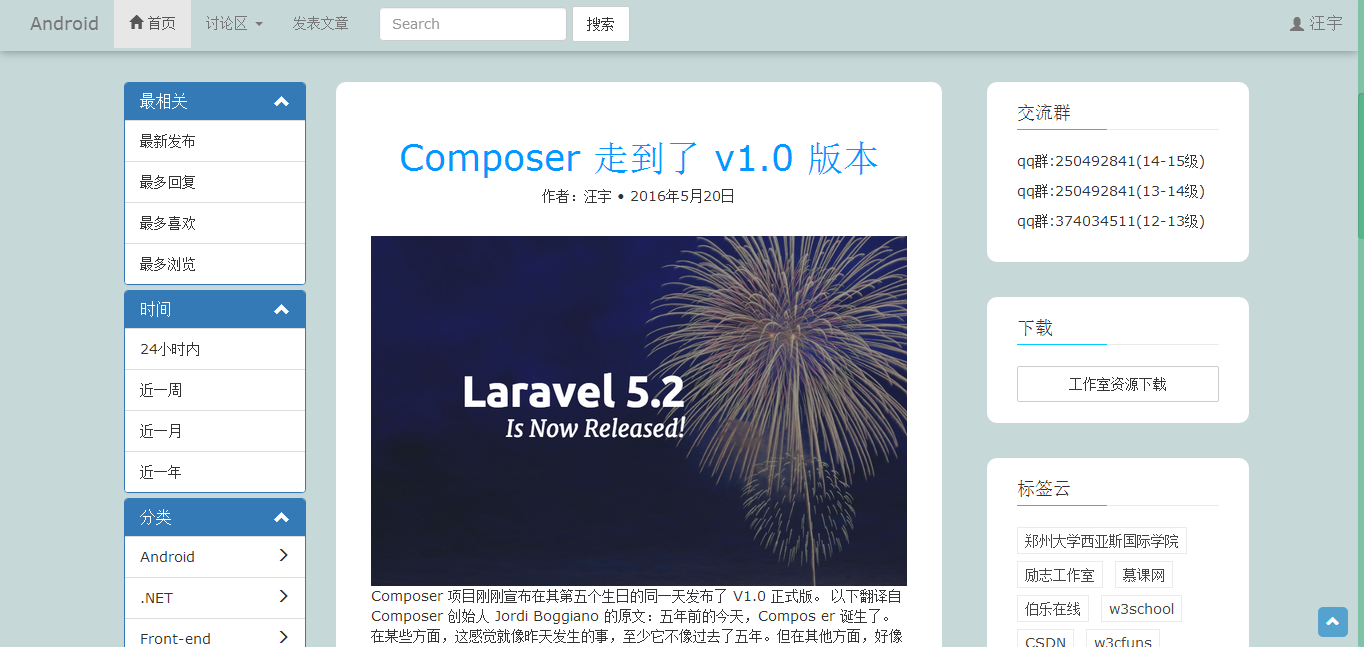 Android
首页
讨论区
发表文章
Search
搜索
汪宇
最相关
最新发布
最多回复
最多喜欢
最多浏览
时间
24小时内
近一周
近一月
近一年
分类
Android
.NET
Front-end
Composer 走到了 v1.0 版本
作者：汪宇 • 2016年5月20日
Laravel 5.2
Is Now Released!
Composer 项目刚刚宣布在其第五个生日的同一天发布了 V1.0 正式版。 以下翻译自
Composer 创始人 Jordi Boggiano 的原文：五年前的今天，Compos er 诞生了。
在某些方面，这感觉就像昨天发生的事，至少它不像过去了五年。但在其他方面，好像
交流群
qq群:250492841(14-15级)
qq群:250492841(13-14级)
qq群:374034511(12-13级)
下载
工作室资源下载
标签云
郑州大学西亚斯国际学院
励志工作室
慕课网
伯乐在线
w3school
CSDN
w3cfuns